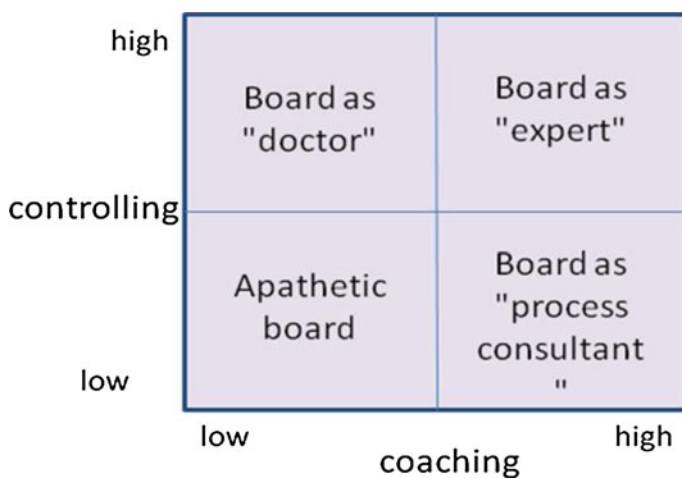 high
Board as
"doctor"
Board as
"expert"
controlling
Apathetic
board
Board as
"process
consultant
"
low
low
high
coaching